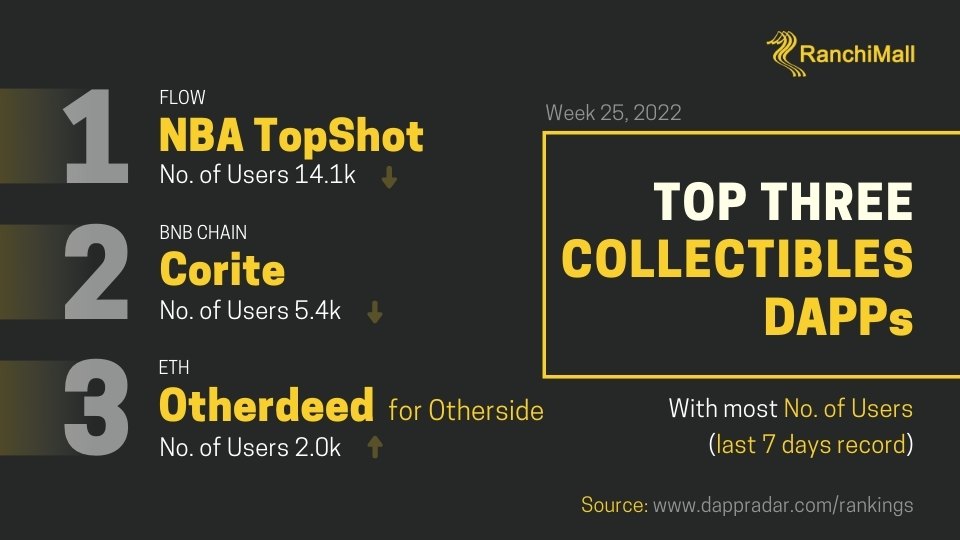 RanchiMall
Week 25, 2022
TOP THREE
COLLECTIBLES
DAPPs
With most No. of Users
(last 7 days record)
1
FLOW
NBA TopShot
No. of Users 14.1k
2
BNB CHAIN
Corite
No. of Users 5.4k
3
ETH
Otherdeed for Otherside
No. of Users 2.0k
Source: www.dappradar.com/rankings